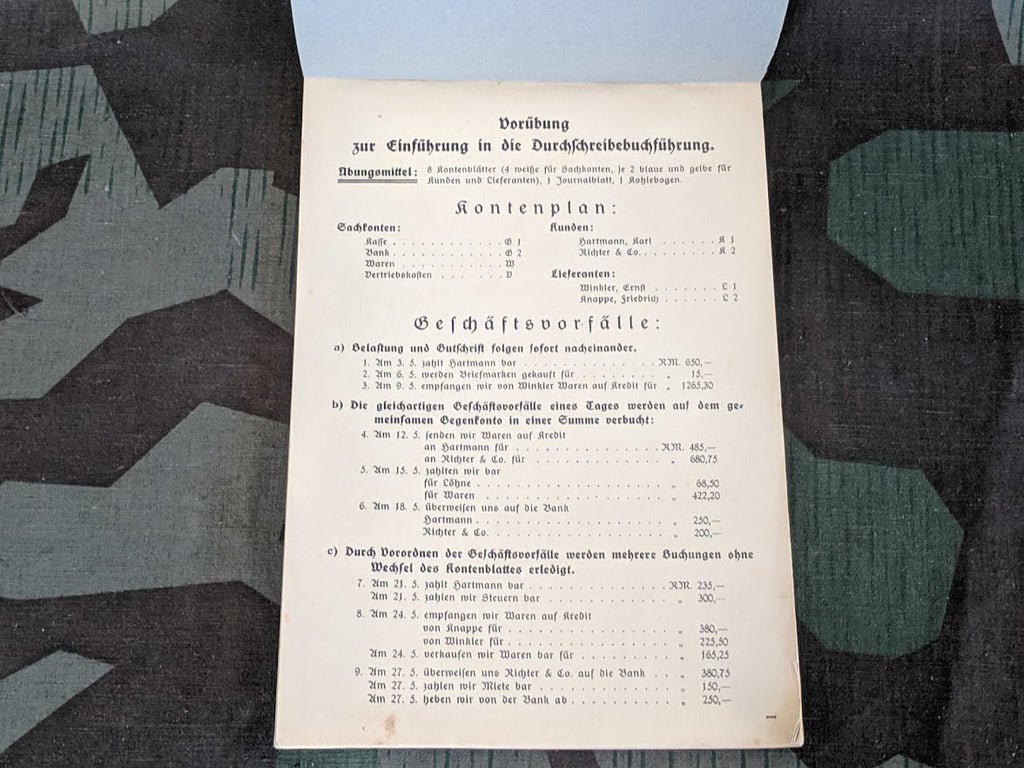 Vorübung
zur Einführung in die Durchschreibebuchführung.
Übungsmittel: 8 Kontenblätter (4 weiße für Sachkonten, je 2 blaue und gelbe für
Kunden und Lieferanten), 1 Journalblatt, 1 Kohlebogen.
Kontenplan:
Sachkonten:
Kasse . . . . . . . . . . . . G 1
Bank . . . . . . . . . . . . G 2
Waren . . . . . . . . . . . W
Vertriebskosten . . . . . . V
Kunden:
Hartmann, Karl . . . . . . K 1
Richter & Co. . . . . . . . . K 2
Lieferanten:
Winkler, Ernst . . . . . . . L 1
Knappe, Friedrich . . . . . . L 2
Geschäftsvorfälle:
a) Belastung und Gutschrift folgen sofort nacheinander.
1. Am 3. 5. zahlt Hartmann bar . . . . . . . . . . . . RM. 650,—
2. Am 6. 5. werden Briefmarken gekauft für . . . . . . . „ 15,—
3. Am 9. 5. empfangen wir von Winkler Waren auf Kredit für „ 1265,30
b) Die gleichartigen Geschäftsvorfälle eines Tages werden auf dem ge-
meinsamen Gegenkonto in einer Summe verbucht:
4. Am 12. 5. senden wir Waren auf Kredit
an Hartmann für . . . . . . . . . . . . . RM. 485,—
an Richter & Co. für . . . . . . . . . . . . „ 680,75
5. Am 15. 5. zahlten wir bar
für Löhne . . . . . . . . . . . . . . . . „ 68,50
für Waren . . . . . . . . . . . . . . . . „ 422,20
6. Am 18. 5. überweisen uns auf die Bank
Hartmann . . . . . . . . . . . . . . . . „ 250,—
Richter & Co. . . . . . . . . . . . . . . . „ 200,—
c) Durch Vorordnen der Geschäftsvorfälle werden mehrere Buchungen ohne
Wechsel des Kontenblattes erledigt.
7. Am 21. 5. zahlt Hartmann bar . . . . . . . . . . . . RM. 235,—
Am 21. 5. zahlen wir Steuern bar . . . . . . . . . . . „ 300,—
8. Am 24. 5. empfangen wir Waren auf Kredit
von Knappe für . . . . . . . . . . . . . . „ 380,—
von Winkler für . . . . . . . . . . . . . . „ 225,50
Am 24. 5. verkaufen wir Waren bar für . . . . . . . . . „ 165,25
9. Am 27. 5. überweisen uns Richter & Co. auf die Bank . . . „ 380,75
Am 27. 5. zahlen wir Miete bar . . . . . . . . . . . . „ 150,—
Am 27. 5. heben wir von der Bank ab . . . . . . . . . . „ 250,—
1